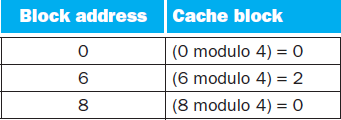 Block address Cache block
0 (0 modulo 4) = 0
6 (6 modulo 4) = 2
8 (8 modulo 4) = 0